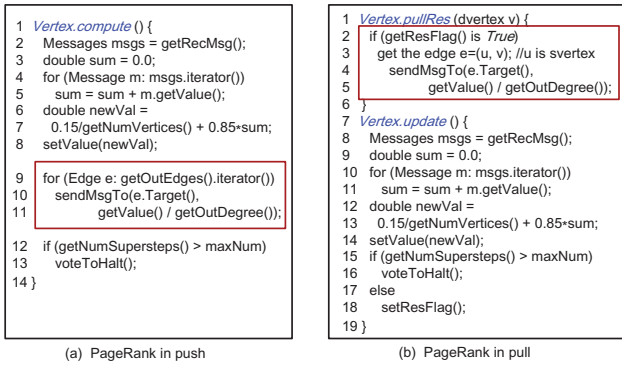 1 Vertex.compute () {
2 Messages msgs = getRecMsg();
3 double sum = 0.0;
4 for (Message m: msgs.iterator())
5 sum = sum + m.getValue();
6 double newVal =
7 0.15/getNumVertices() + 0.85*sum;
8 setValue(newVal);
9 for (Edge e: getOutEdges().iterator())
10 sendMsgTo(e.Target(),
11 getValue() / getOutDegree());
12 if (getNumSupersteps() > maxNum)
13 voteToHalt();
14 }
(a) PageRank in push
1 Vertex.pullRes (dvertex v) {
2 if (getResFlag() is True)
3 get the edge e=(u, v); //u is svertex
4 sendMsgTo(e.Target(),
5 getValue() / getOutDegree());
6 }
7 Vertex.update () {
8 Messages msgs = getRecMsg();
9 double sum = 0.0;
10 for (Message m: msgs.iterator())
11 sum = sum + m.getValue();
12 double newVal =
13 0.15/getNumVertices() + 0.85*sum;
14 setValue(newVal);
15 if (getNumSupersteps() > maxNum)
16 voteToHalt();
17 else
18 setResFlag();
19 }
(b) PageRank in pull